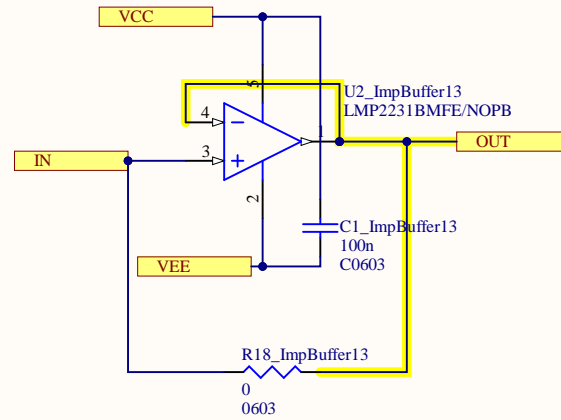 VCC
5
U2_ImpBuffer13
LMP2231BMFE/NOPB
4
1
OUT
IN
3
2
C1_ImpBuffer13
100n
C0603
VEE
R18_ImpBuffer13
0
0603